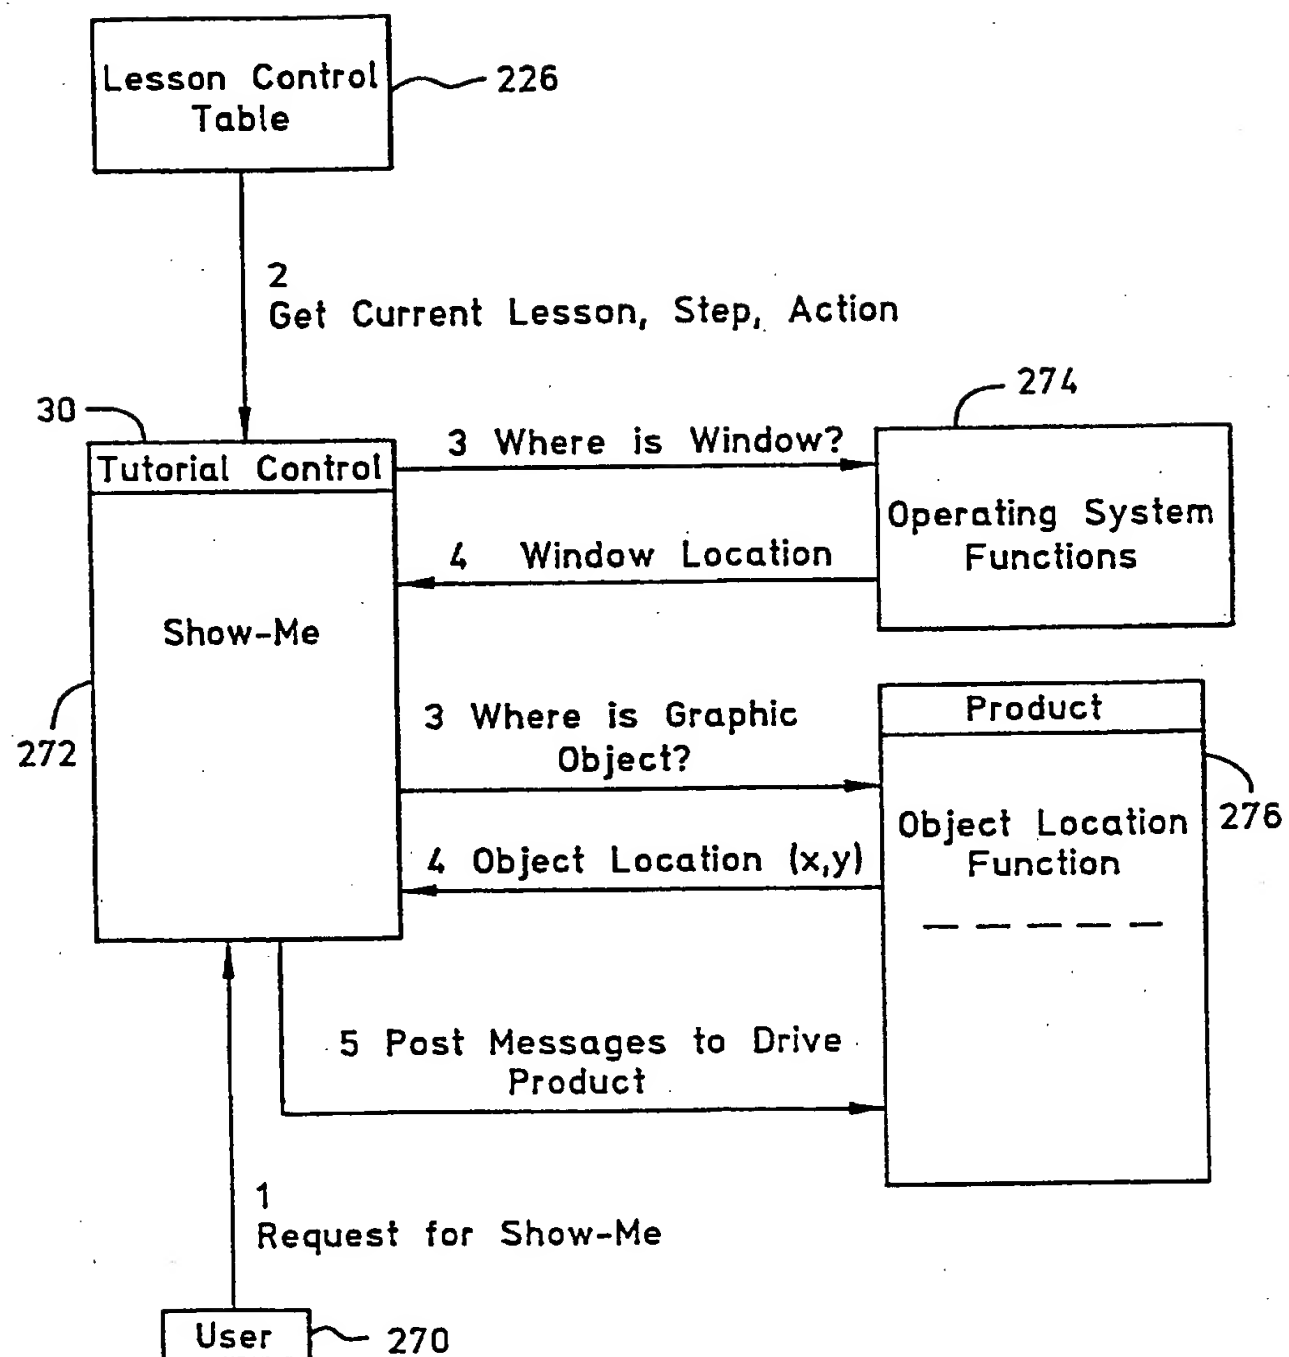 Lesson Control
Table
226
2
Get Current Lesson, Step, Action
30
274
Tutorial Control
3 Where is Window?
Operating System
Functions
4 Window Location
Show-Me
272
3 Where is Graphic
Object?
Product
276
Object Location
Function
4 Object Location (x,y)
5 Post Messages to Drive
Product
1
Request for Show-Me
User
270